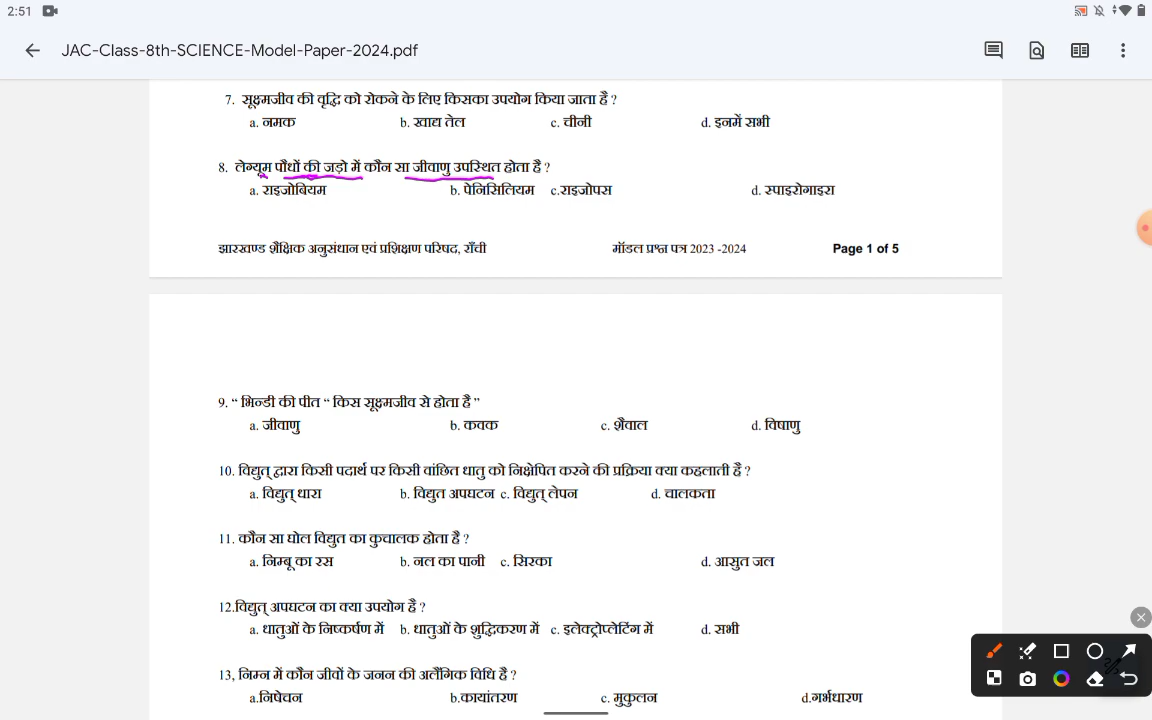 2:51
JAC-Class-8th-SCIENCE-Model-Paper-2024.pdf
7. सूक्ष्मजीव की वृद्धि को रोकने के लिए किसका उपयोग किया जाता है ?
a. नमक b. खाद्य तेल c. चीनी d. इनमें सभी
8. लेग्यूम पौधों की जड़ो में कौन सा जीवाणु उपस्थित होता है ?
a. राइजोबियम b. पेनिसिलियम c.राइजोपस d. स्पाइरोगाइरा
झारखण्ड शैक्षिक अनुसंधान एवं प्रशिक्षण परिषद, राँची मॉडल प्रश्न पत्र 2023 -2024 Page 1 of 5
9. “ भिन्डी की पीत “ किस सूक्ष्मजीव से होता है ”
a. जीवाणु b. कवक c. शैवाल d. विषाणु
10. विद्युत् द्वारा किसी पदार्थ पर किसी वांछित धातु को निक्षेपित करने की प्रक्रिया क्या कहलाती है ?
a. विद्युत् धारा b. विद्युत अपघटन c. विद्युत् लेपन d. चालकता
11. कौन सा घोल विद्युत का कुचालक होता है ?
a. निम्बू का रस b. नल का पानी c. सिरका d. आसुत जल
12.विद्युत् अपघटन का क्या उपयोग है ?
a. धातुओं के निष्कर्षण में b. धातुओं के शुद्धिकरण में c. इलेक्ट्रोप्लेटिंग में d. सभी
13, निम्न में कौन जीवों के जनन की अलैंगिक विधि है ?
a.निषेचन b.कायांतरण c. मुकुलन d.गर्भधारण